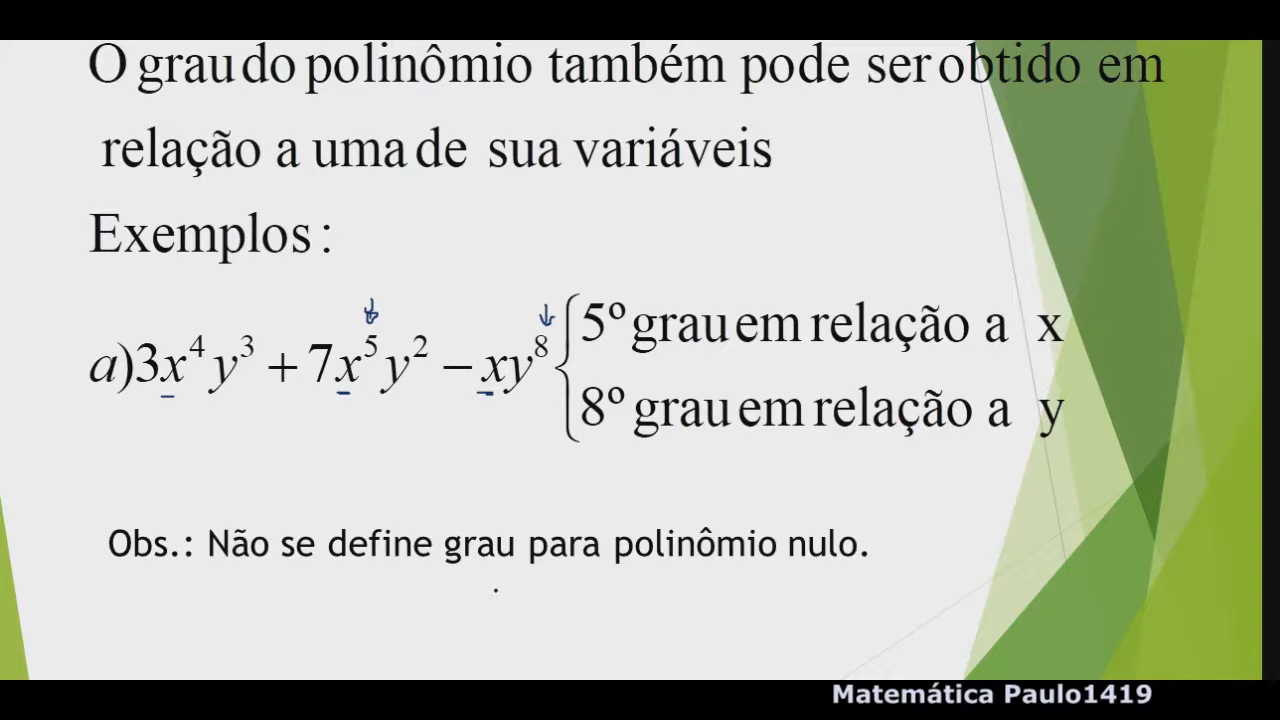 O grau do polinômio também pode ser obtido em
relação a uma de sua variáveis
Exemplos:
a)3x⁴y³ + 7x⁵y² − xy⁸ { 5º grau em relação a x
8º grau em relação a y
Obs.: Não se define grau para polinômio nulo.
Matemática Paulo1419